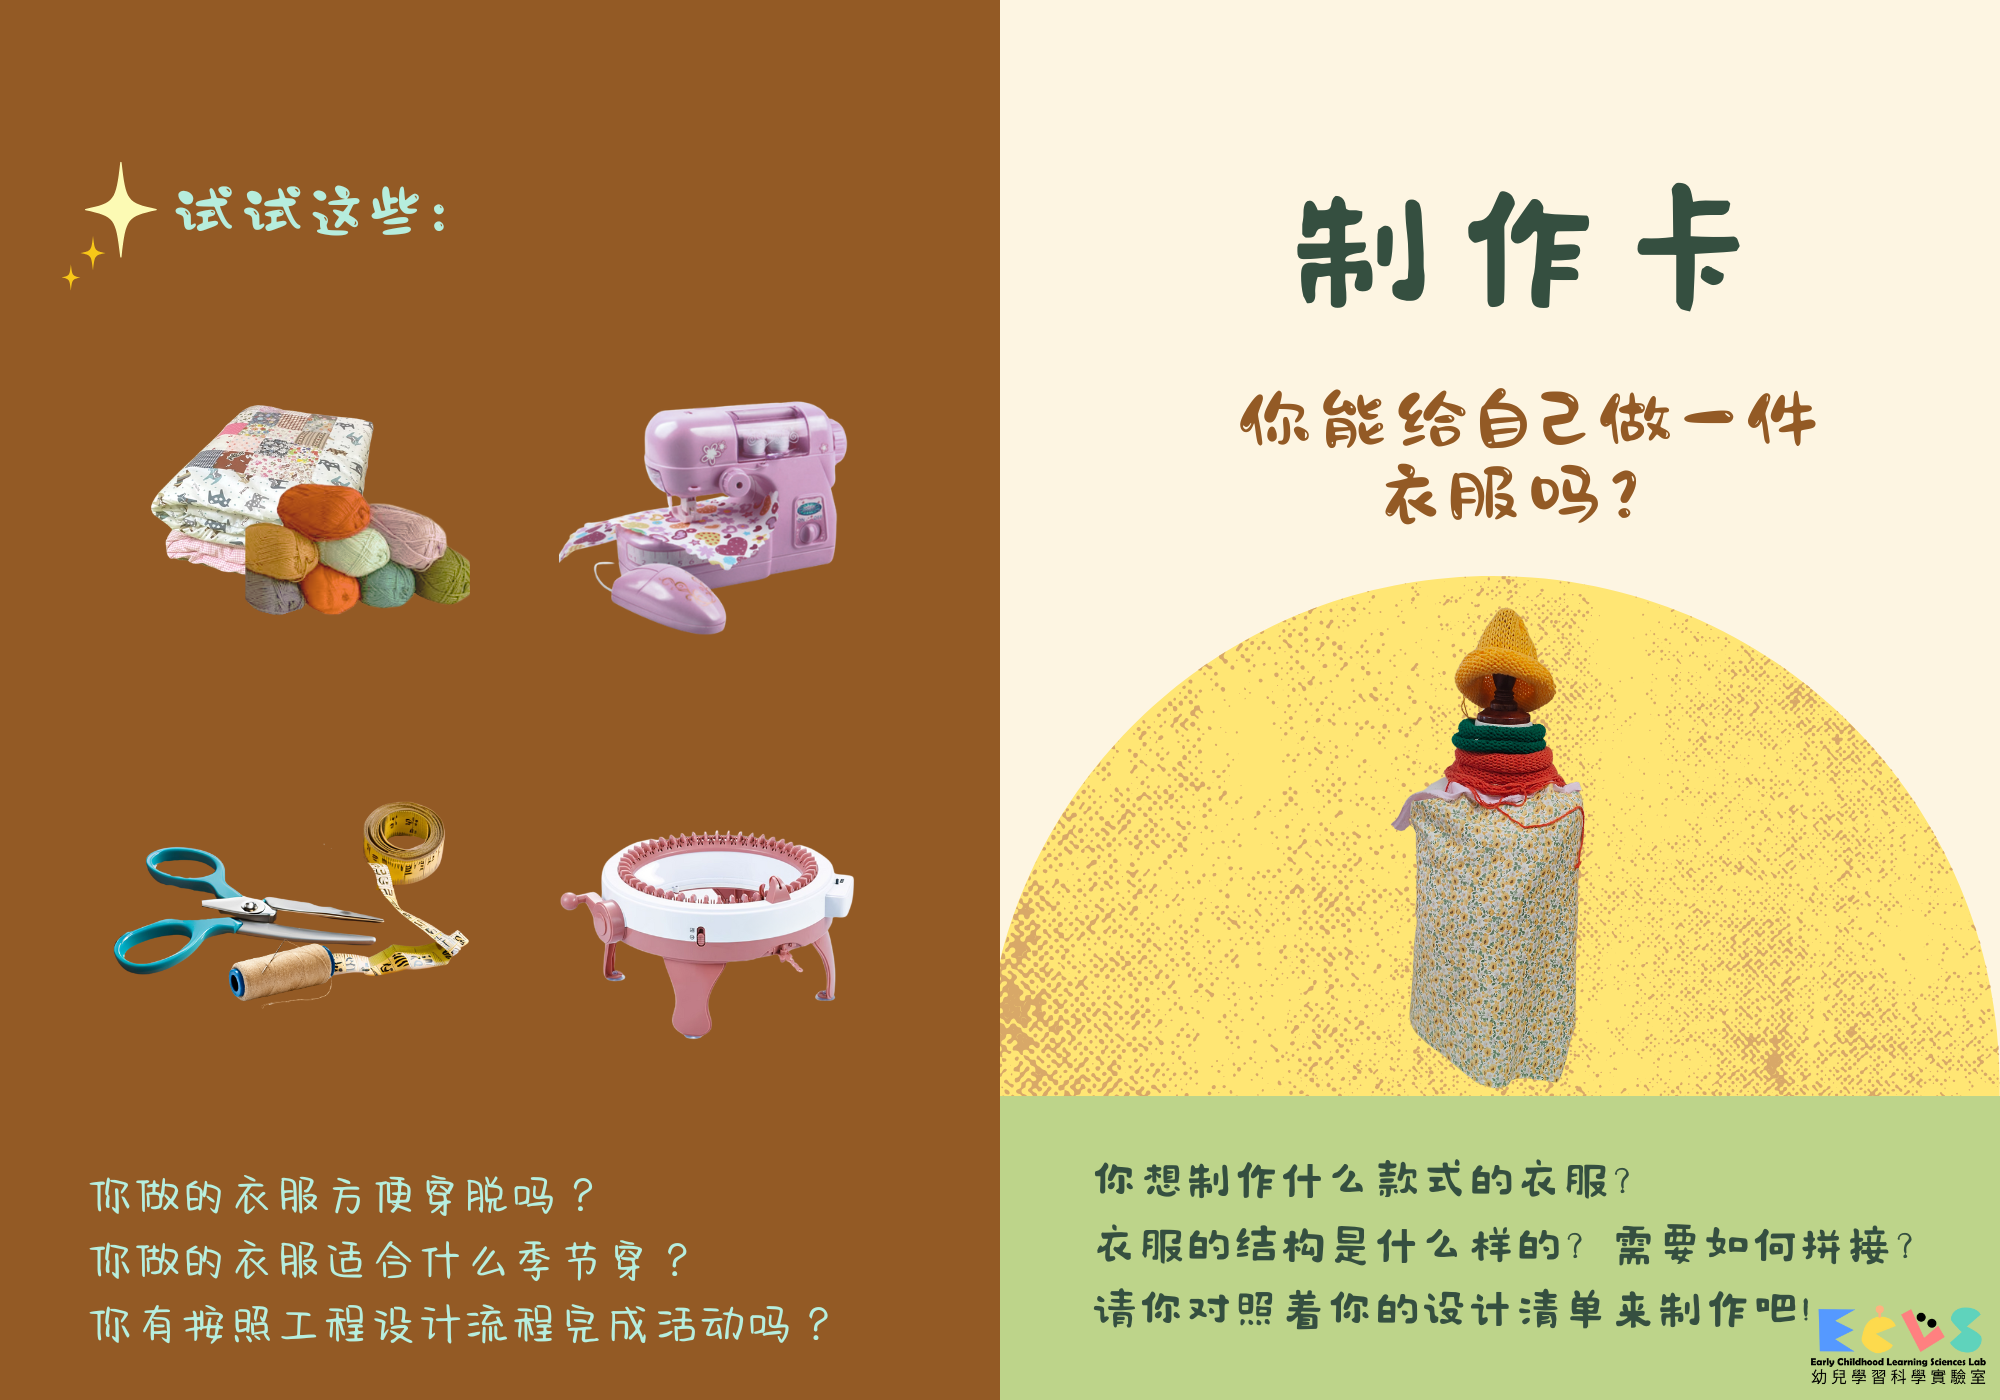 试试这些：
你做的衣服方便穿脱吗？
你做的衣服适合什么季节穿？
你有按照工程设计流程完成活动吗？
制作卡
你能给自己做一件
衣服吗？
你想制作什么款式的衣服？
衣服的结构是什么样的？需要如何拼接？
请你对照着你的设计清单来制作吧！
ECLS
Early Childhood Learning Sciences Lab
幼兒學習科學實驗室